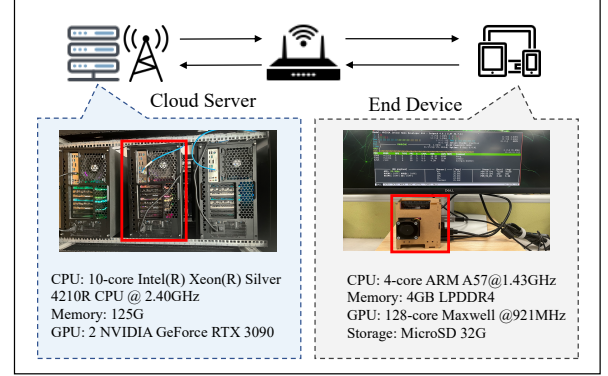 Cloud Server
End Device
CPU: 10-core Intel(R) Xeon(R) Silver
4210R CPU @ 2.40GHz
Memory: 125G
GPU: 2 NVIDIA GeForce RTX 3090
DELL
CPU: 4-core ARM A57@1.43GHz
Memory: 4GB LPDDR4
GPU: 128-core Maxwell @921MHz
Storage: MicroSD 32G